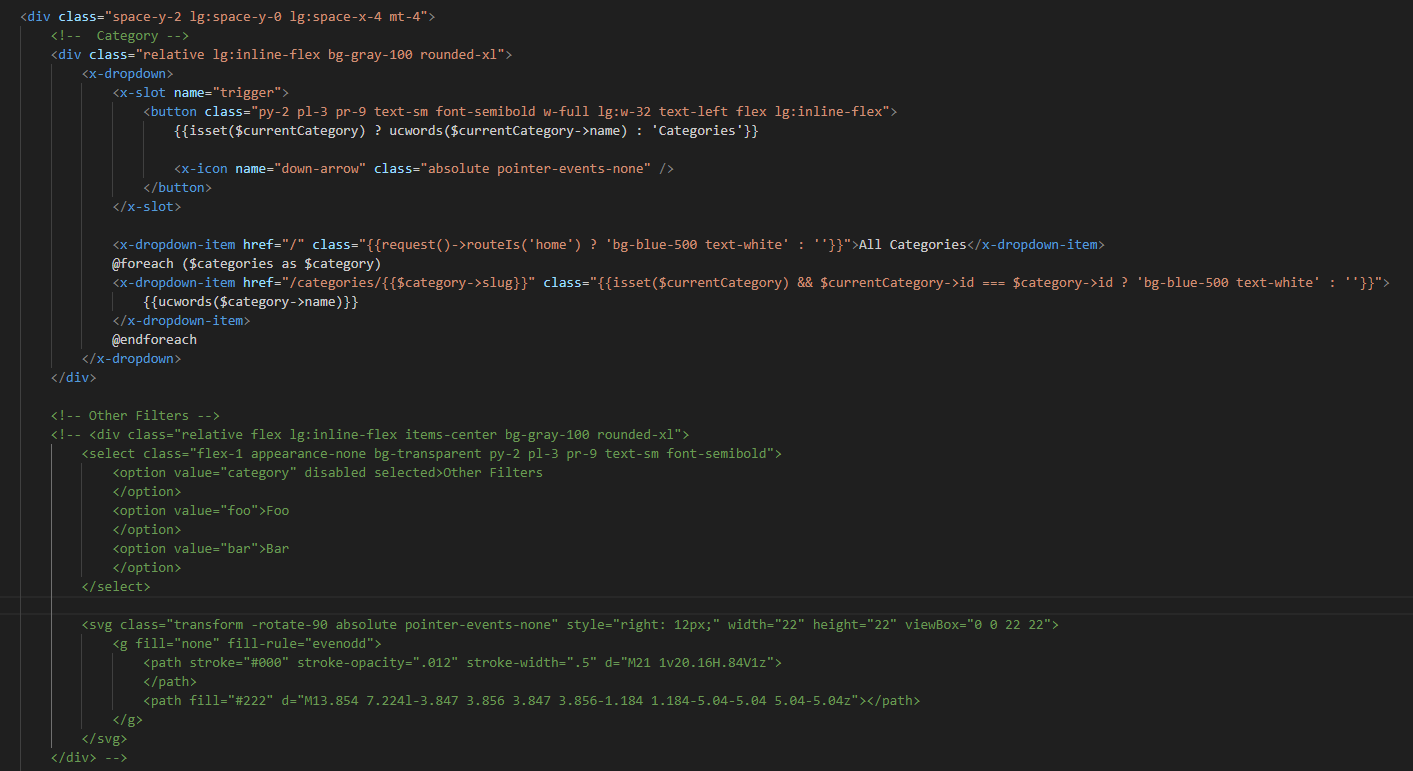 <div class="space-y-2 lg:space-y-0 lg:space-x-4 mt-4">
<!--  Category -->
<div class="relative lg:inline-flex bg-gray-100 rounded-xl">
<x-dropdown>
<x-slot name="trigger">
<button class="py-2 pl-3 pr-9 text-sm font-semibold w-full lg:w-32 text-left flex lg:inline-flex">
{{isset($currentCategory) ? ucwords($currentCategory->name) : 'Categories'}}
<x-icon name="down-arrow" class="absolute pointer-events-none" />
</button>
</x-slot>
<x-dropdown-item href="/" class="{{request()->routeIs('home') ? 'bg-blue-500 text-white' : ''}}">All Categories</x-dropdown-item>
@foreach ($categories as $category)
<x-dropdown-item href="/categories/{{$category->slug}}" class="{{isset($currentCategory) && $currentCategory->id === $category->id ? 'bg-blue-500 text-white' : ''}}">
{{ucwords($category->name)}}
</x-dropdown-item>
@endforeach
</x-dropdown>
</div>
<!-- Other Filters -->
<!-- <div class="relative flex lg:inline-flex items-center bg-gray-100 rounded-xl">
<select class="flex-1 appearance-none bg-transparent py-2 pl-3 pr-9 text-sm font-semibold">
<option value="category" disabled selected>Other Filters
</option>
<option value="foo">Foo
</option>
<option value="bar">Bar
</option>
</select>
<svg class="transform -rotate-90 absolute pointer-events-none" style="right: 12px;" width="22" height="22" viewBox="0 0 22 22">
<g fill="none" fill-rule="evenodd">
<path stroke="#000" stroke-opacity=".012" stroke-width=".5" d="M21 1v20.16H.84V1z">
</path>
<path fill="#222" d="M13.854 7.224l-3.847 3.856 3.847 3.856-1.184 1.184-5.04-5.04 5.04-5.04z"></path>
</g>
</svg>
</div> -->